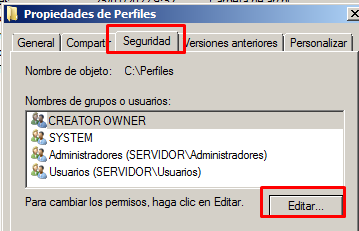 Propiedades de Perfiles
General Compartir Seguridad Versiones anteriores Personalizar
Nombre de objeto: C:\Perfiles
Nombres de grupos o usuarios:
CREATOR OWNER
SYSTEM
Administradores (SERVIDOR\Administradores)
Usuarios (SERVIDOR\Usuarios)
Para cambiar los permisos, haga clic en Editar.
Editar...